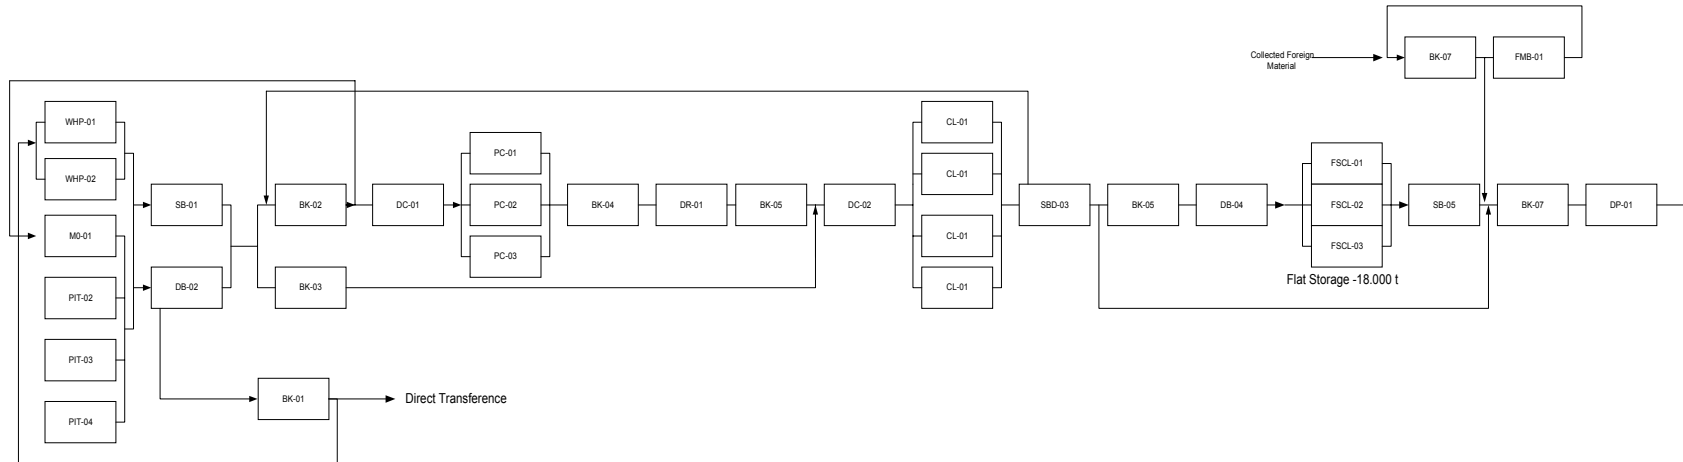 Collected Foreign
Material
BK-07
FMB-01
WHP-01
WHP-02
M0-01
PIT-02
PIT-03
PIT-04
SB-01
DB-02
BK-01
Direct Transference
BK-02
BK-03
DC-01
PC-01
PC-02
PC-03
BK-04
DR-01
BK-05
DC-02
CL-01
CL-01
CL-01
CL-01
SBD-03
BK-05
DB-04
FSCL-01
FSCL-02
FSCL-03
Flat Storage -18.000 t
SB-05
BK-07
DP-01